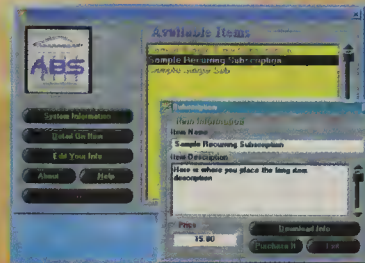 Available Items
Sample Recurring Subscription
Sample Single Sub
ABS
System Information
Detail On Item
Edit Your Info
About
Help
Subscription
Item Information
Item Name
Sample Recurring Subscription
Item Description
Here is where you place the long item
description
Price
15.00
Download Info
Purchase It
Exit